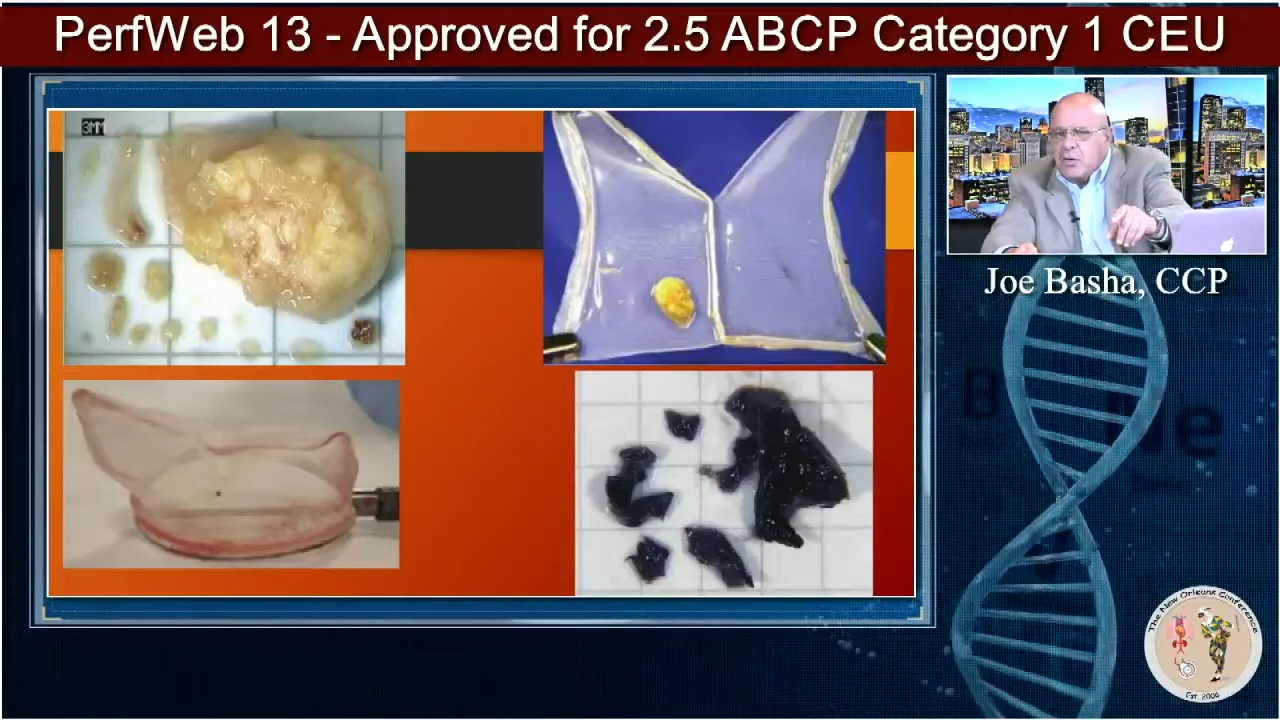 PerfWeb 13 - Approved for 2.5 ABCP Category 1 CEU
3MM
Joe Basha, CCP
The New Orleans Conference
Est. 2006